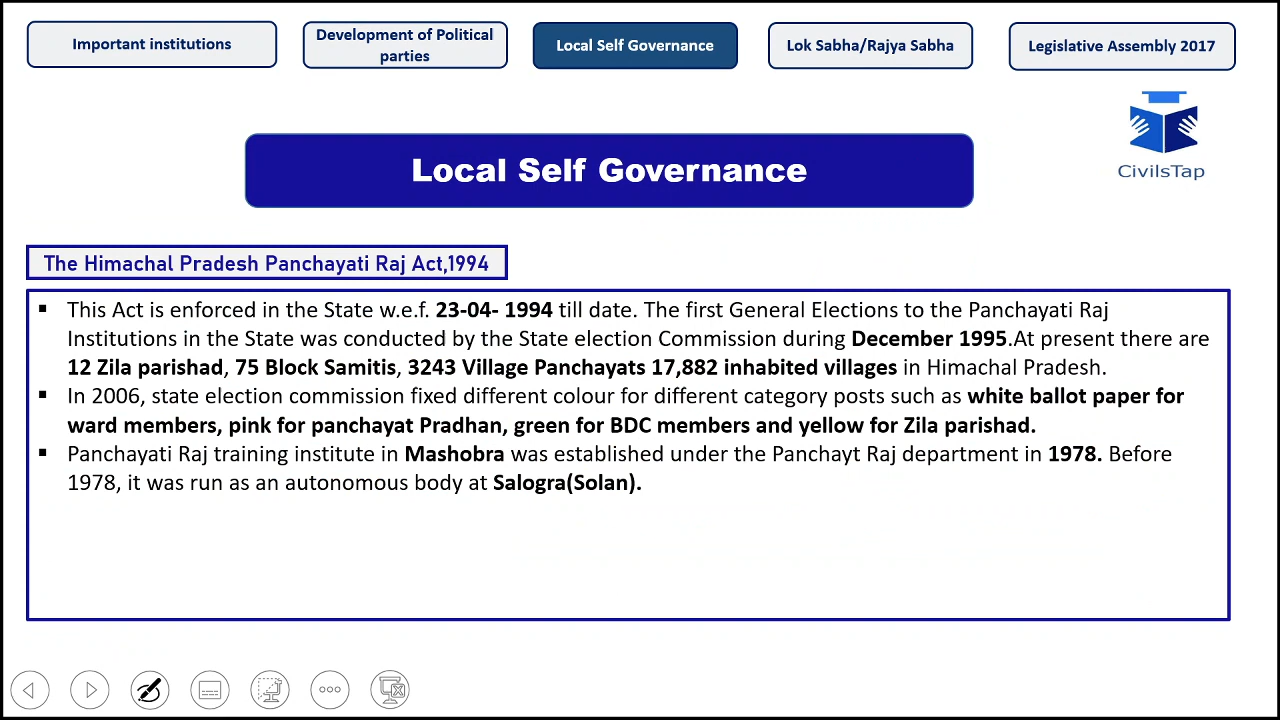 Important institutions
Development of Political
parties
Local Self Governance
Lok Sabha/Rajya Sabha
Legislative Assembly 2017
CivilsTap
Local Self Governance
The Himachal Pradesh Panchayati Raj Act,1994
▪ This Act is enforced in the State w.e.f. 23-04- 1994 till date. The first General Elections to the Panchayati Raj
Institutions in the State was conducted by the State election Commission during December 1995.At present there are
12 Zila parishad, 75 Block Samitis, 3243 Village Panchayats 17,882 inhabited villages in Himachal Pradesh.
▪ In 2006, state election commission fixed different colour for different category posts such as white ballot paper for
ward members, pink for panchayat Pradhan, green for BDC members and yellow for Zila parishad.
▪ Panchayati Raj training institute in Mashobra was established under the Panchayt Raj department in 1978. Before
1978, it was run as an autonomous body at Salogra(Solan).